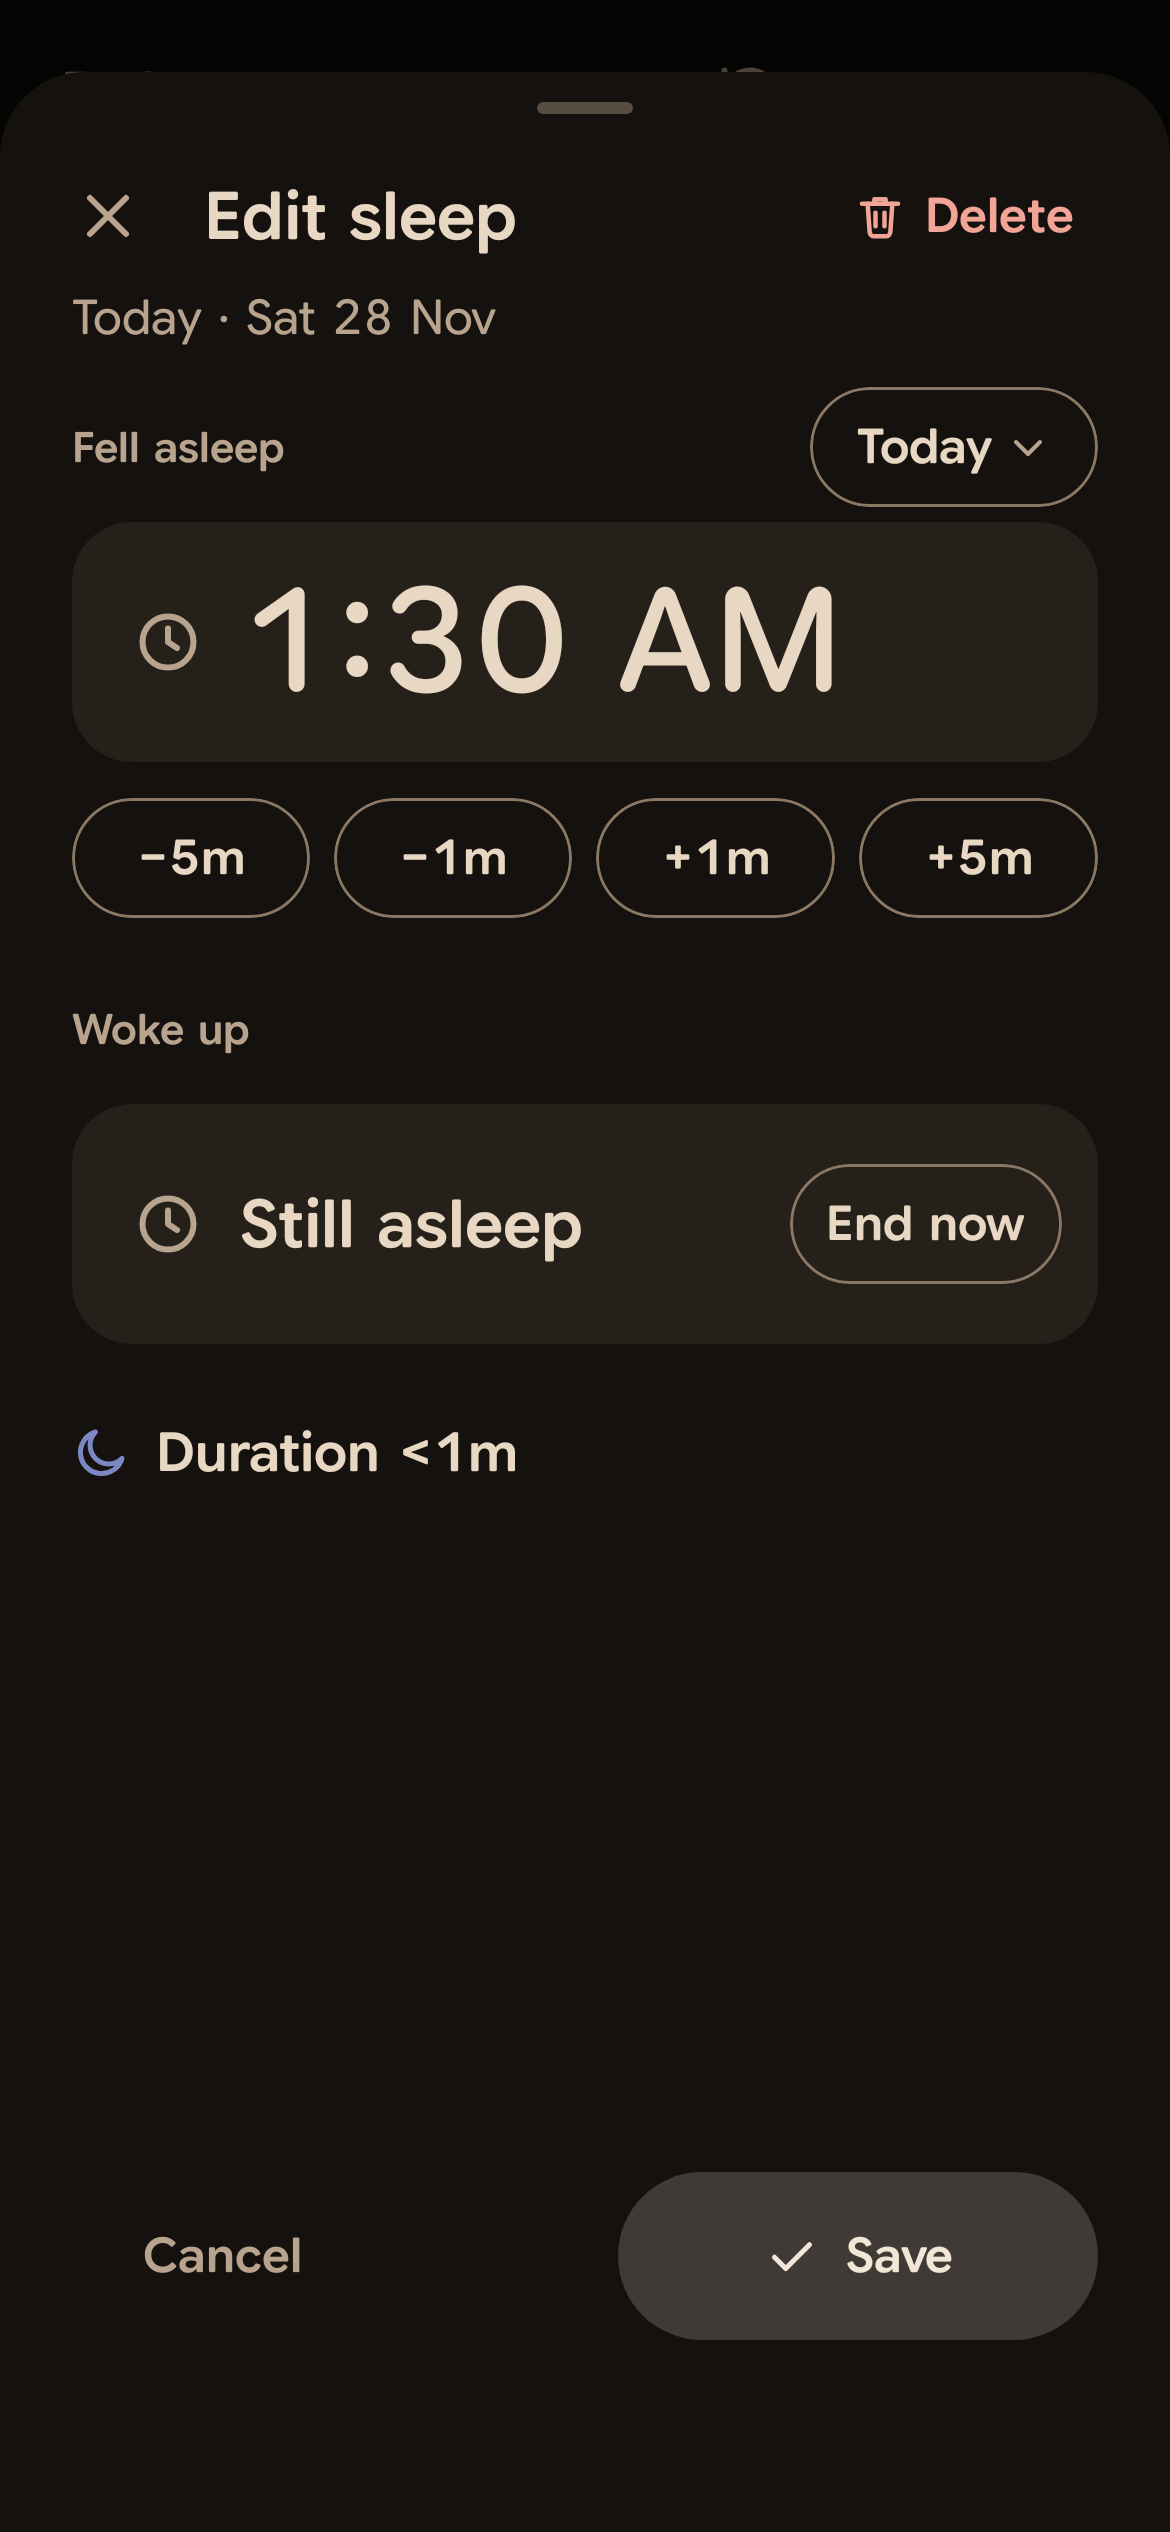 Edit sleep
Delete
Today · Sat 28 Nov
Fell asleep
Today
1:30 AM
−5m
−1m
+1m
+5m
Woke up
Still asleep
End now
Duration <1m
Cancel
Save